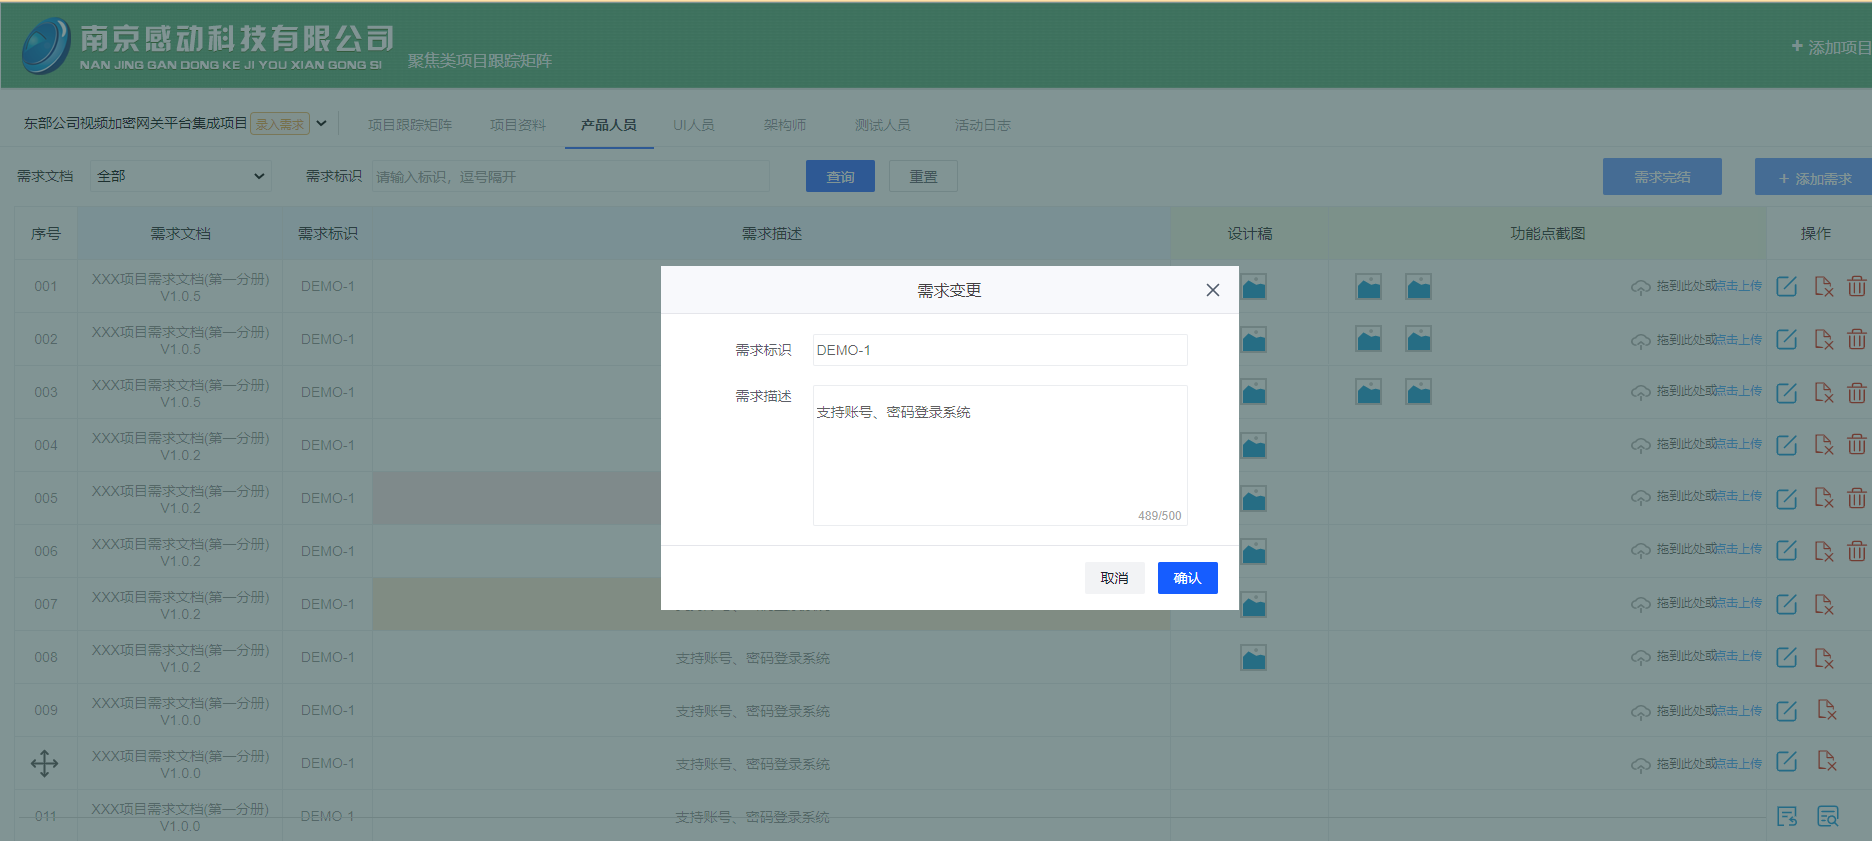 南京感动科技有限公司
NAN JING GAN DONG KE JI YOU XIAN GONG SI
聚焦类项目跟踪矩阵
+ 添加项目
东部公司视频加密网关平台集成项目 录入需求 项目跟踪矩阵 项目资料 产品人员 UI人员 架构师 测试人员 活动日志
需求文档 全部 需求标识 请输入标识，逗号隔开 查询 重置 需求完结 + 添加需求
序号 需求文档 需求标识 需求描述 设计稿 功能点截图 操作
001 XXX项目需求文档(第一分册) DEMO-1 拖到此处或点击上传
V1.0.5
002 XXX项目需求文档(第一分册) DEMO-1 拖到此处或点击上传
V1.0.5
003 XXX项目需求文档(第一分册) DEMO-1 拖到此处或点击上传
V1.0.5
004 XXX项目需求文档(第一分册) DEMO-1 拖到此处或点击上传
V1.0.2
005 XXX项目需求文档(第一分册) DEMO-1 拖到此处或点击上传
V1.0.2
006 XXX项目需求文档(第一分册) DEMO-1 拖到此处或点击上传
V1.0.2
007 XXX项目需求文档(第一分册) DEMO-1 拖到此处或点击上传
V1.0.2
008 XXX项目需求文档(第一分册) DEMO-1 支持账号、密码登录系统 拖到此处或点击上传
V1.0.2
009 XXX项目需求文档(第一分册) DEMO-1 支持账号、密码登录系统 拖到此处或点击上传
V1.0.0
XXX项目需求文档(第一分册) DEMO-1 支持账号、密码登录系统 拖到此处或点击上传
V1.0.0
011 XXX项目需求文档(第一分册) DEMO-1 支持账号、密码登录系统
V1.0.0
需求变更
需求标识 DEMO-1
需求描述 支持账号、密码登录系统
489/500
取消 确认